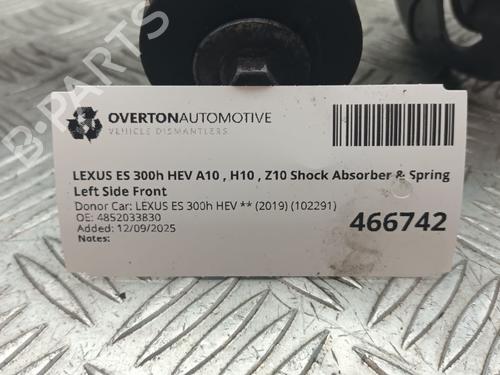 B-PARTS
OVERTONAUTOMOTIVE
VEHICLE DISMANTLERS
LEXUS ES 300h HEV A10 , H10 , Z10 Shock Absorber & Spring
Left Side Front
Donor Car: LEXUS ES 300h HEV ** (2019) (102291)
OE: 4852033830
Added: 12/09/2025
Notes:
466742